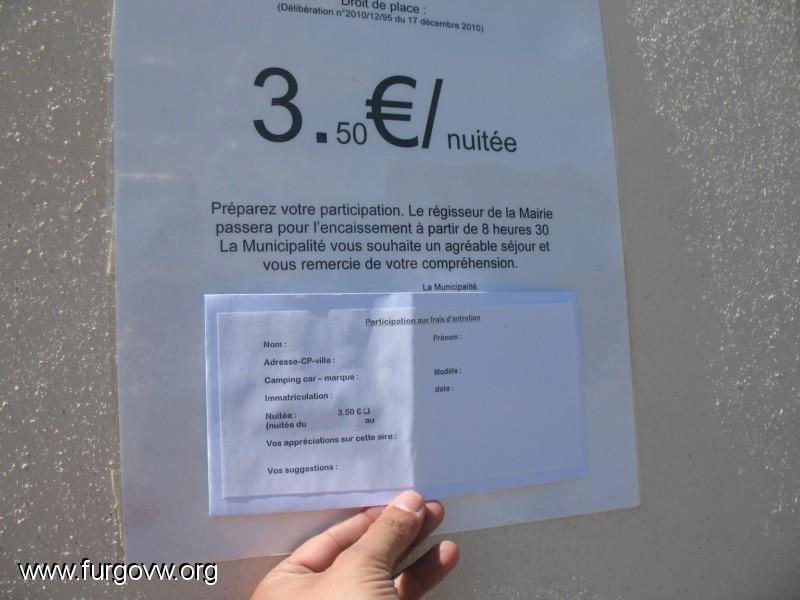 Droit de place :
(Délibération n°2010/12/95 du 17 décembre 2010)
3.50€/ nuitée
Préparez votre participation. Le régisseur de la Mairie
passera pour l'encaissement à partir de 8 heures 30
La Municipalité vous souhaite un agréable séjour et
vous remercie de votre compréhension.
La Municipalité.
Participation aux frais d'entretien
Nom : Prénom :
Adresse-CP-ville :
Camping car – marque : Modèle :
Immatriculation : date :
Nuitée : 3.50 € ❑
(nuitée du au
Vos appréciations sur cette aire :
Vos suggestions :
www.furgovw.org